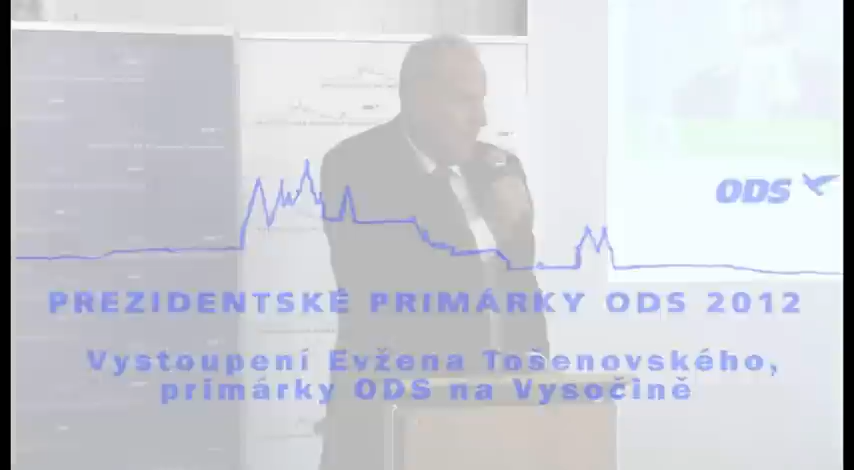 ODS
PREZIDENTSKÉ PRIMÁRKY ODS 2012
Vystoupení Evžena Tošenovského,
primárky ODS na Vysočině